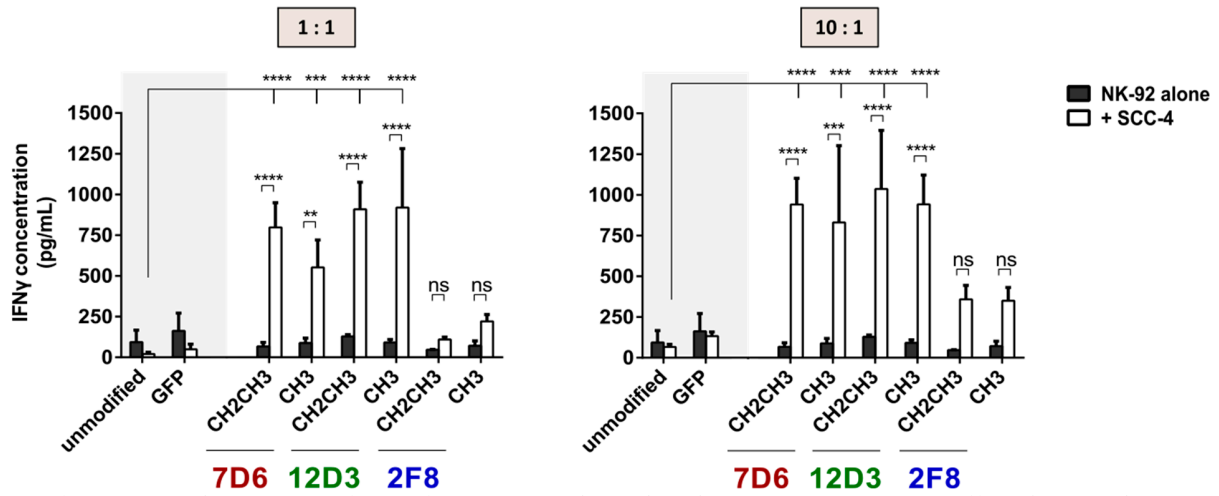 1 : 1
10 : 1
**** *** **** ****
**** *** **** ****
NK-92 alone
+ SCC-4
IFNγ concentration
(pg/mL)
1500
1250
1000
750
500
250
0
****
**
****
****
ns
ns
unmodified
GFP
CH2CH3
CH3
CH2CH3
CH3
CH2CH3
CH3
7D6
12D3
2F8
1500
1250
1000
750
500
250
0
****
***
****
****
ns
ns
unmodified
GFP
CH2CH3
CH3
CH2CH3
CH3
CH2CH3
CH3
7D6
12D3
2F8